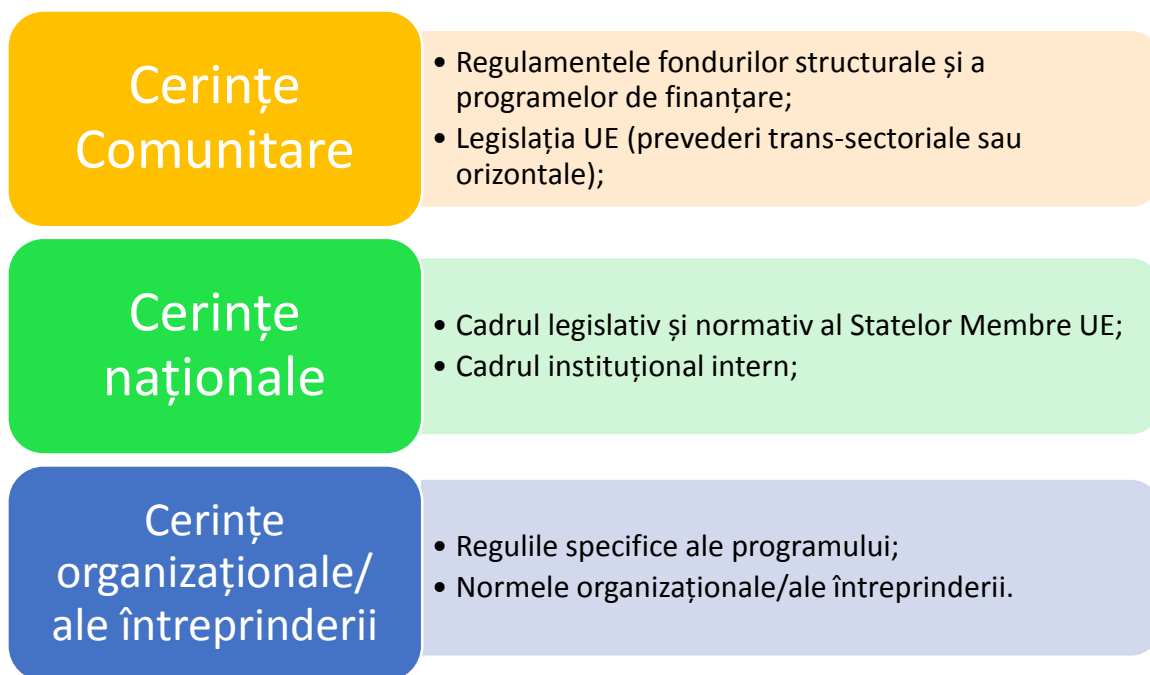 Cerințe
Comunitare
• Regulamentele fondurilor structurale și a
programelor de finanțare;
• Legislația UE (prevederi trans-sectoriale sau
orizontale);
Cerințe
naționale
• Cadrul legislativ și normativ al Statelor Membre UE;
• Cadrul instituțional intern;
Cerințe
organizaționale/
ale întreprinderii
• Regulile specifice ale programului;
• Normele organizaționale/ale întreprinderii.